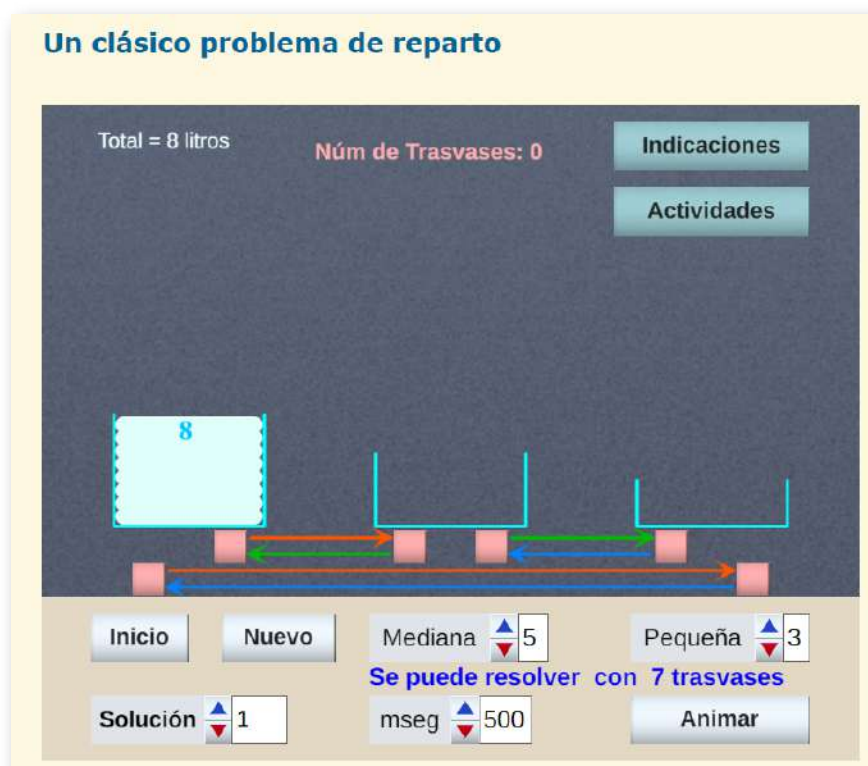 Un clásico problema de reparto
Total = 8 litros
Núm de Trasvases: 0
Indicaciones
Actividades
8
Inicio
Nuevo
Mediana 5
Pequeña 3
Se puede resolver con 7 trasvases
Solución 1
mseg 500
Animar